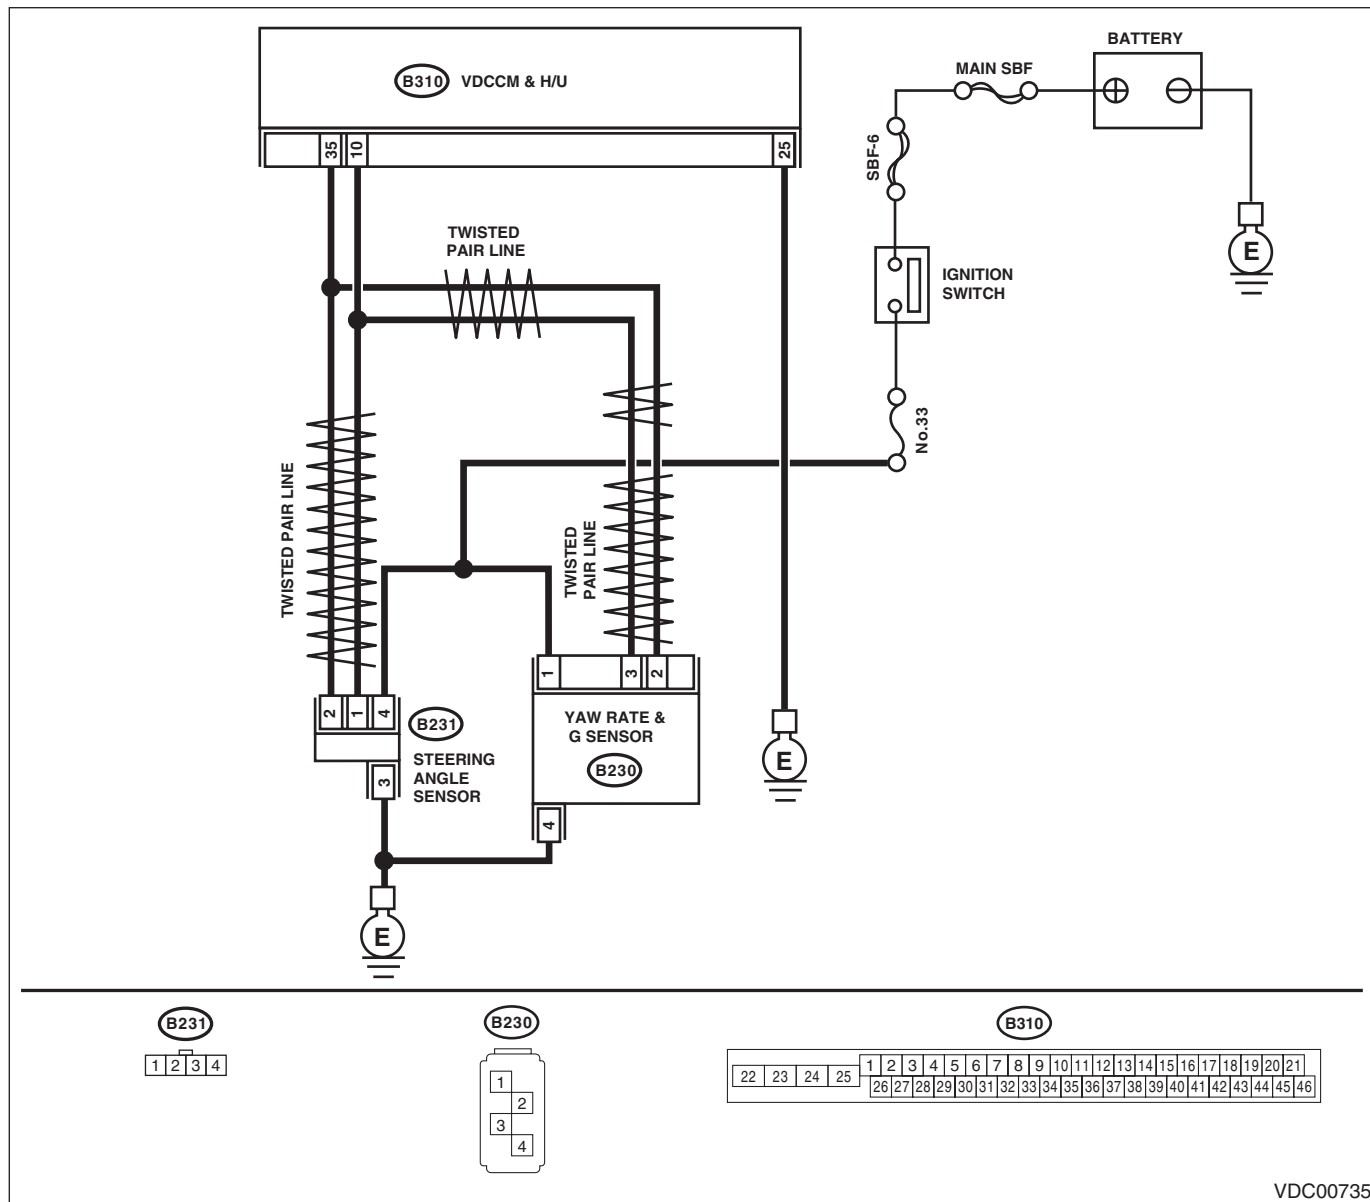 BATTERY
MAIN SBF
B310 VDCCM & H/U
35 10 25
SBF-6
TWISTED
PAIR LINE
E
IGNITION
SWITCH
No.33
TWISTED PAIR LINE
TWISTED
PAIR LINE
1 3 2
2 1 4
B231
STEERING
ANGLE
SENSOR
3
YAW RATE &
G SENSOR
B230
4
E
E
B231
1 2 3 4
B230
1
2
3
4
B310
22 23 24 25
1 2 3 4 5 6 7 8 9 10 11 12 13 14 15 16 17 18 19 20 21
26 27 28 29 30 31 32 33 34 35 36 37 38 39 40 41 42 43 44 45 46
VDC00735